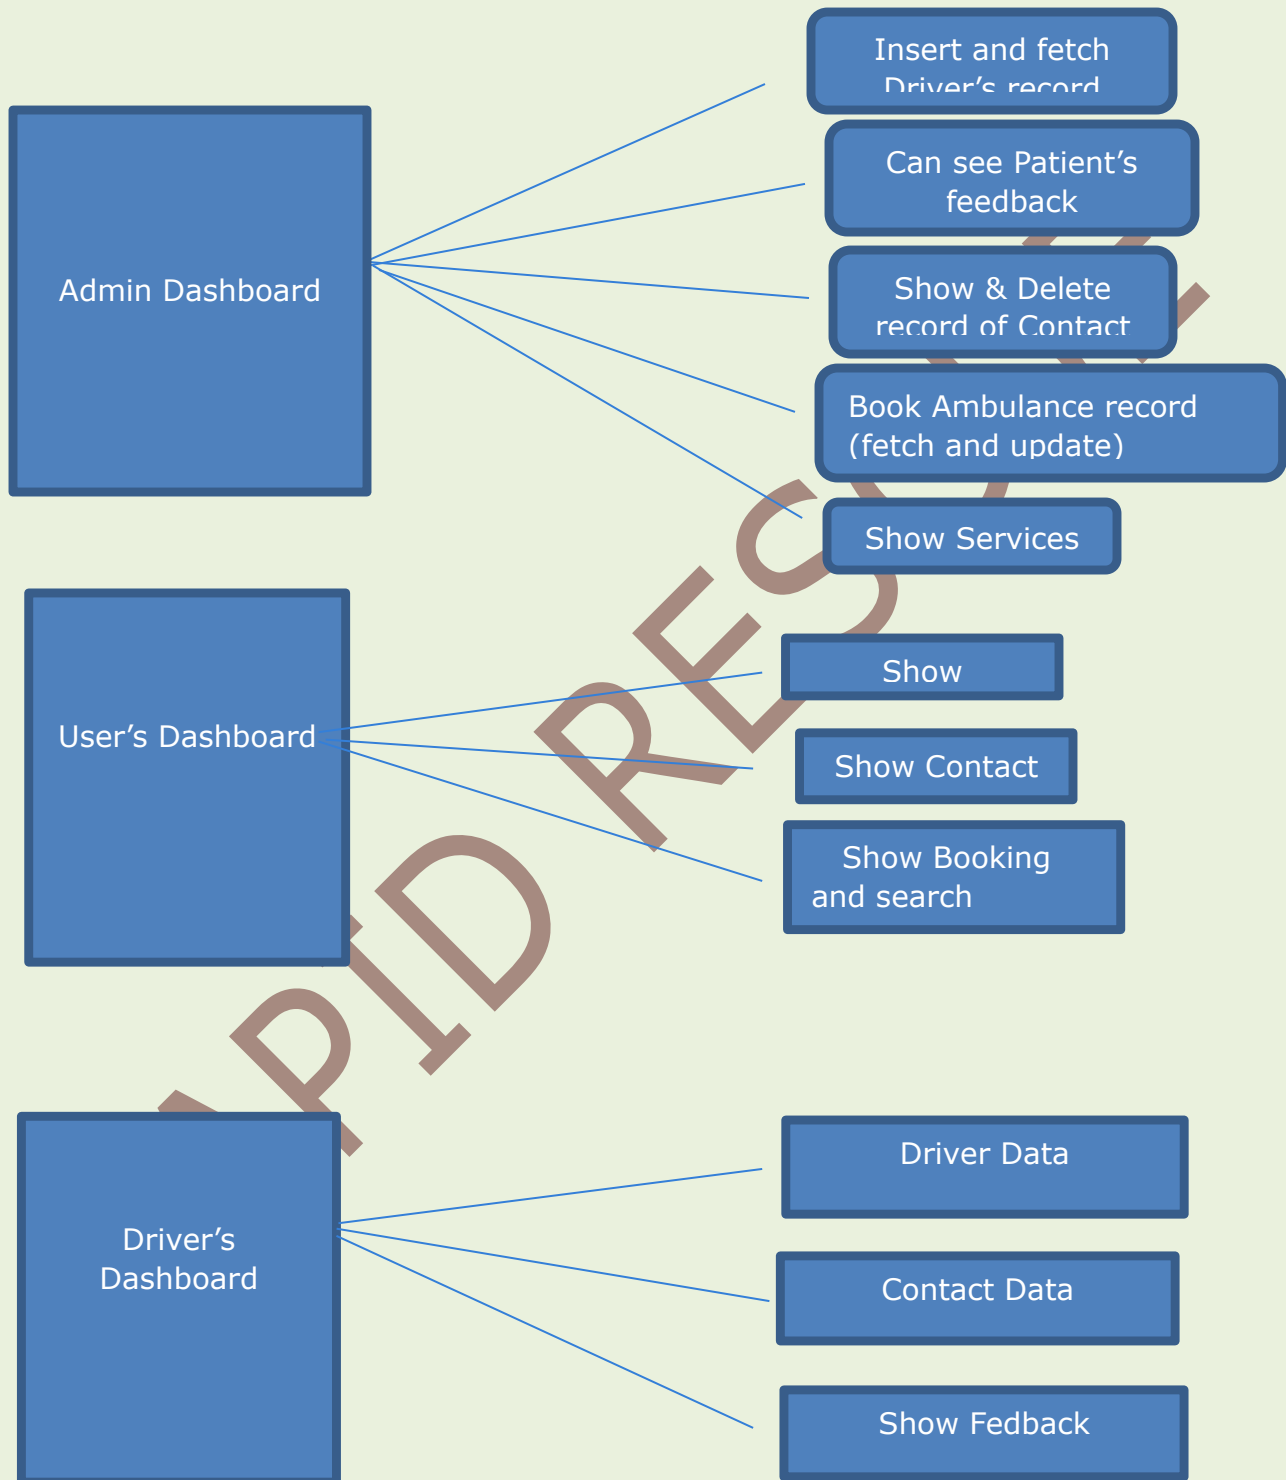 Insert and fetch
Driver’s record
Can see Patient’s
feedback
Admin Dashboard
Show & Delete
record of Contact
Book Ambulance record
(fetch and update)
Show Services
User’s Dashboard
Show
Show Contact
Show Booking
and search
Driver’s
Dashboard
Driver Data
Contact Data
Show Fedback
APID RES